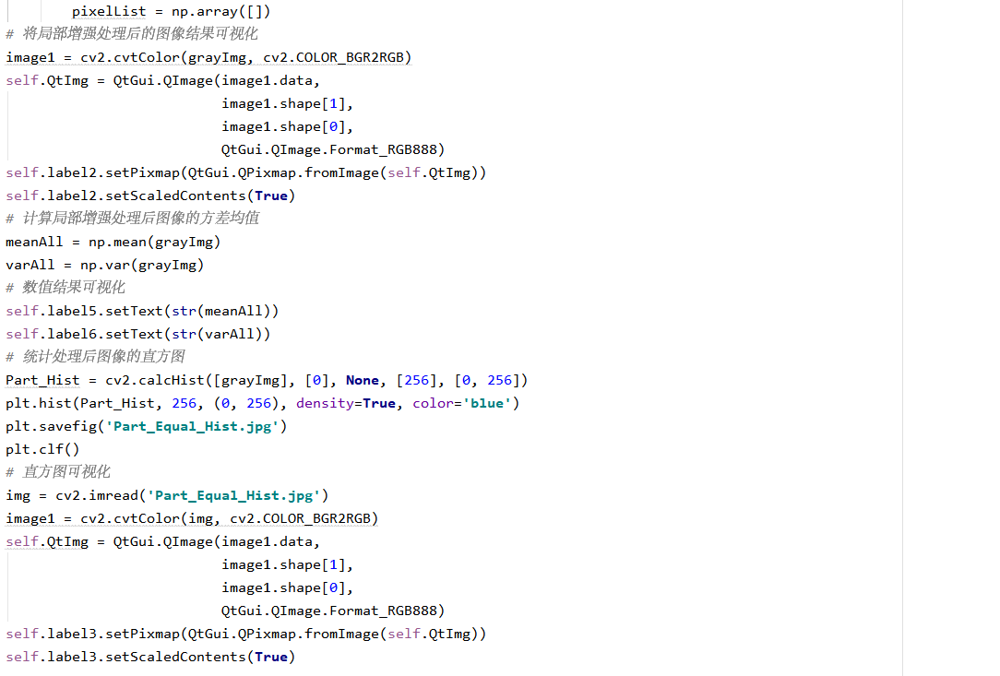 pixelList = np.array([])
# 将局部增强处理后的图像结果可视化
image1 = cv2.cvtColor(grayImg, cv2.COLOR_BGR2RGB)
self.QtImg = QtGui.QImage(image1.data,
image1.shape[1],
image1.shape[0],
QtGui.QImage.Format_RGB888)
self.label2.setPixmap(QtGui.QPixmap.fromImage(self.QtImg))
self.label2.setScaledContents(True)
# 计算局部增强处理后图像的方差均值
meanAll = np.mean(grayImg)
varAll = np.var(grayImg)
# 数值结果可视化
self.label5.setText(str(meanAll))
self.label6.setText(str(varAll))
# 统计处理后图像的直方图
Part_Hist = cv2.calcHist([grayImg], [0], None, [256], [0, 256])
plt.hist(Part_Hist, 256, (0, 256), density=True, color='blue')
plt.savefig('Part_Equal_Hist.jpg')
plt.clf()
# 直方图可视化
img = cv2.imread('Part_Equal_Hist.jpg')
image1 = cv2.cvtColor(img, cv2.COLOR_BGR2RGB)
self.QtImg = QtGui.QImage(image1.data,
image1.shape[1],
image1.shape[0],
QtGui.QImage.Format_RGB888)
self.label3.setPixmap(QtGui.QPixmap.fromImage(self.QtImg))
self.label3.setScaledContents(True)